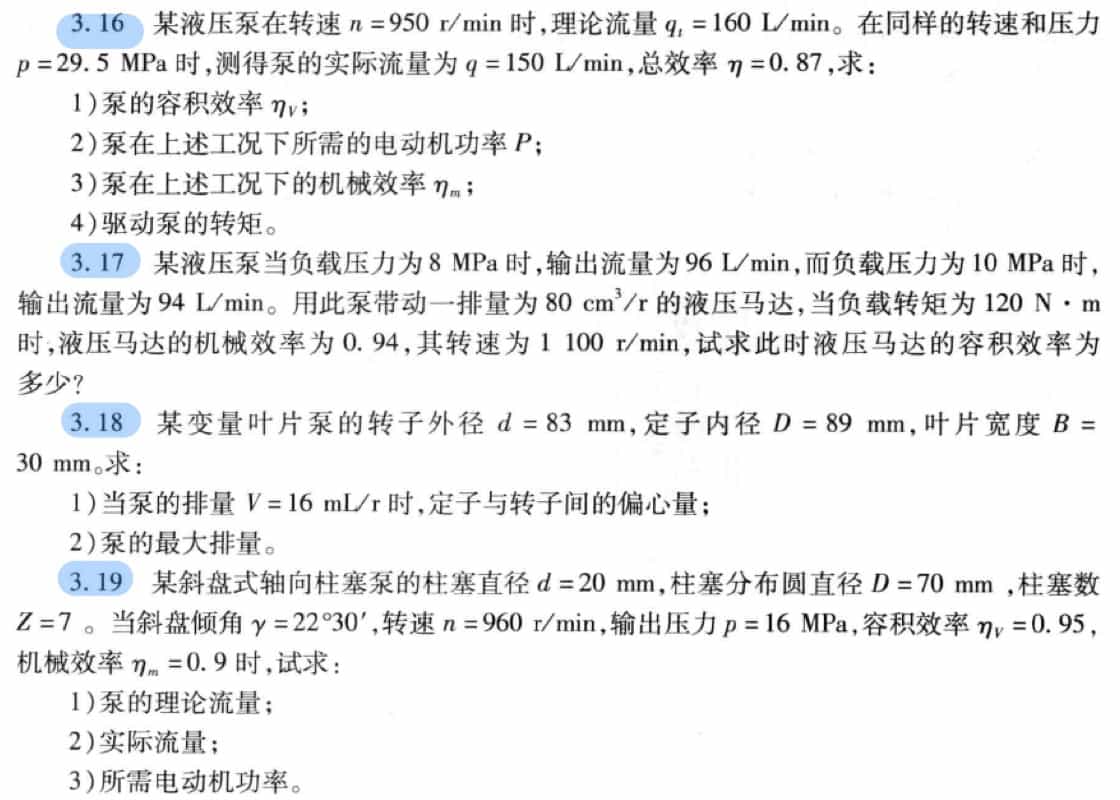 3.16 某液压泵在转速 n = 950 r/min 时,理论流量 qₜ = 160 L/min。在同样的转速和压力
p = 29.5 MPa 时,测得泵的实际流量为 q = 150 L/min,总效率 η = 0.87,求:
1)泵的容积效率 ηV;
2)泵在上述工况下所需的电动机功率 P;
3)泵在上述工况下的机械效率 ηm;
4)驱动泵的转矩。
3.17 某液压泵当负载压力为 8 MPa 时,输出流量为 96 L/min,而负载压力为 10 MPa 时,
输出流量为 94 L/min。用此泵带动一排量为 80 cm³/r 的液压马达,当负载转矩为 120 N·m
时,液压马达的机械效率为 0.94,其转速为 1 100 r/min,试求此时液压马达的容积效率为
多少?
3.18 某变量叶片泵的转子外径 d = 83 mm,定子内径 D = 89 mm,叶片宽度 B =
30 mm。求:
1)当泵的排量 V = 16 mL/r 时,定子与转子间的偏心量;
2)泵的最大排量。
3.19 某斜盘式轴向柱塞泵的柱塞直径 d = 20 mm,柱塞分布圆直径 D = 70 mm ,柱塞数
Z = 7 。当斜盘倾角 γ = 22°30′,转速 n = 960 r/min,输出压力 p = 16 MPa,容积效率 ηV = 0.95,
机械效率 ηm = 0.9 时,试求:
1)泵的理论流量;
2)实际流量;
3)所需电动机功率。